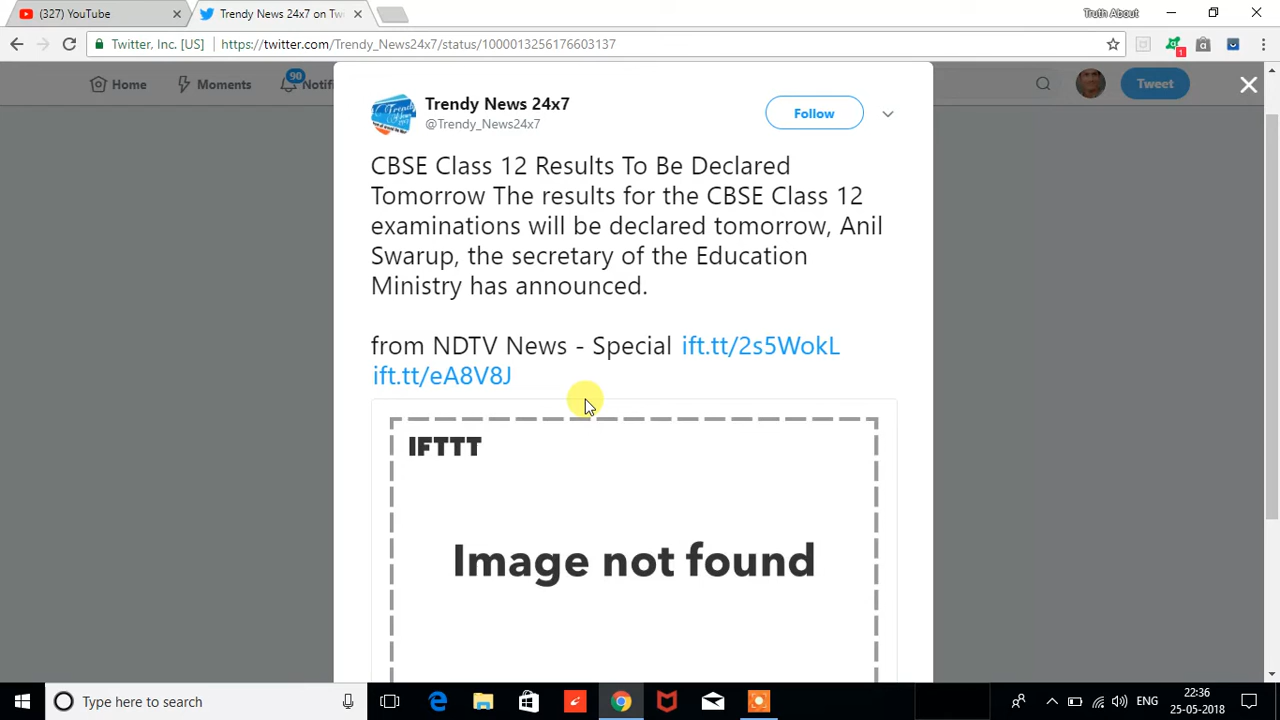 (327) YouTube
Trendy News 24x7 on Tw
Truth About
Twitter, Inc. [US]
https://twitter.com/Trendy_News24x7/status/1000013256176603137
1
Home
Moments
90
Notifi
Tweet
Trendy News 24x7
@Trendy_News24x7
Follow
CBSE Class 12 Results To Be Declared
Tomorrow The results for the CBSE Class 12
examinations will be declared tomorrow, Anil
Swarup, the secretary of the Education
Ministry has announced.
from NDTV News - Special ift.tt/2s5WokL
ift.tt/eA8V8J
IFTTT
Image not found
Type here to search
ENG
22:36
25-05-2018